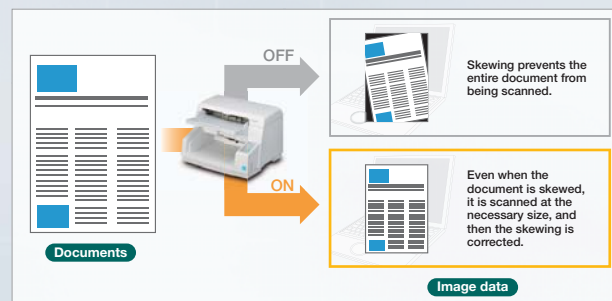 OFF
Skewing prevents the
entire document from
being scanned.
ON
Even when the
document is skewed,
it is scanned at the
necessary size, and
then the skewing is
corrected.
Documents
Image data